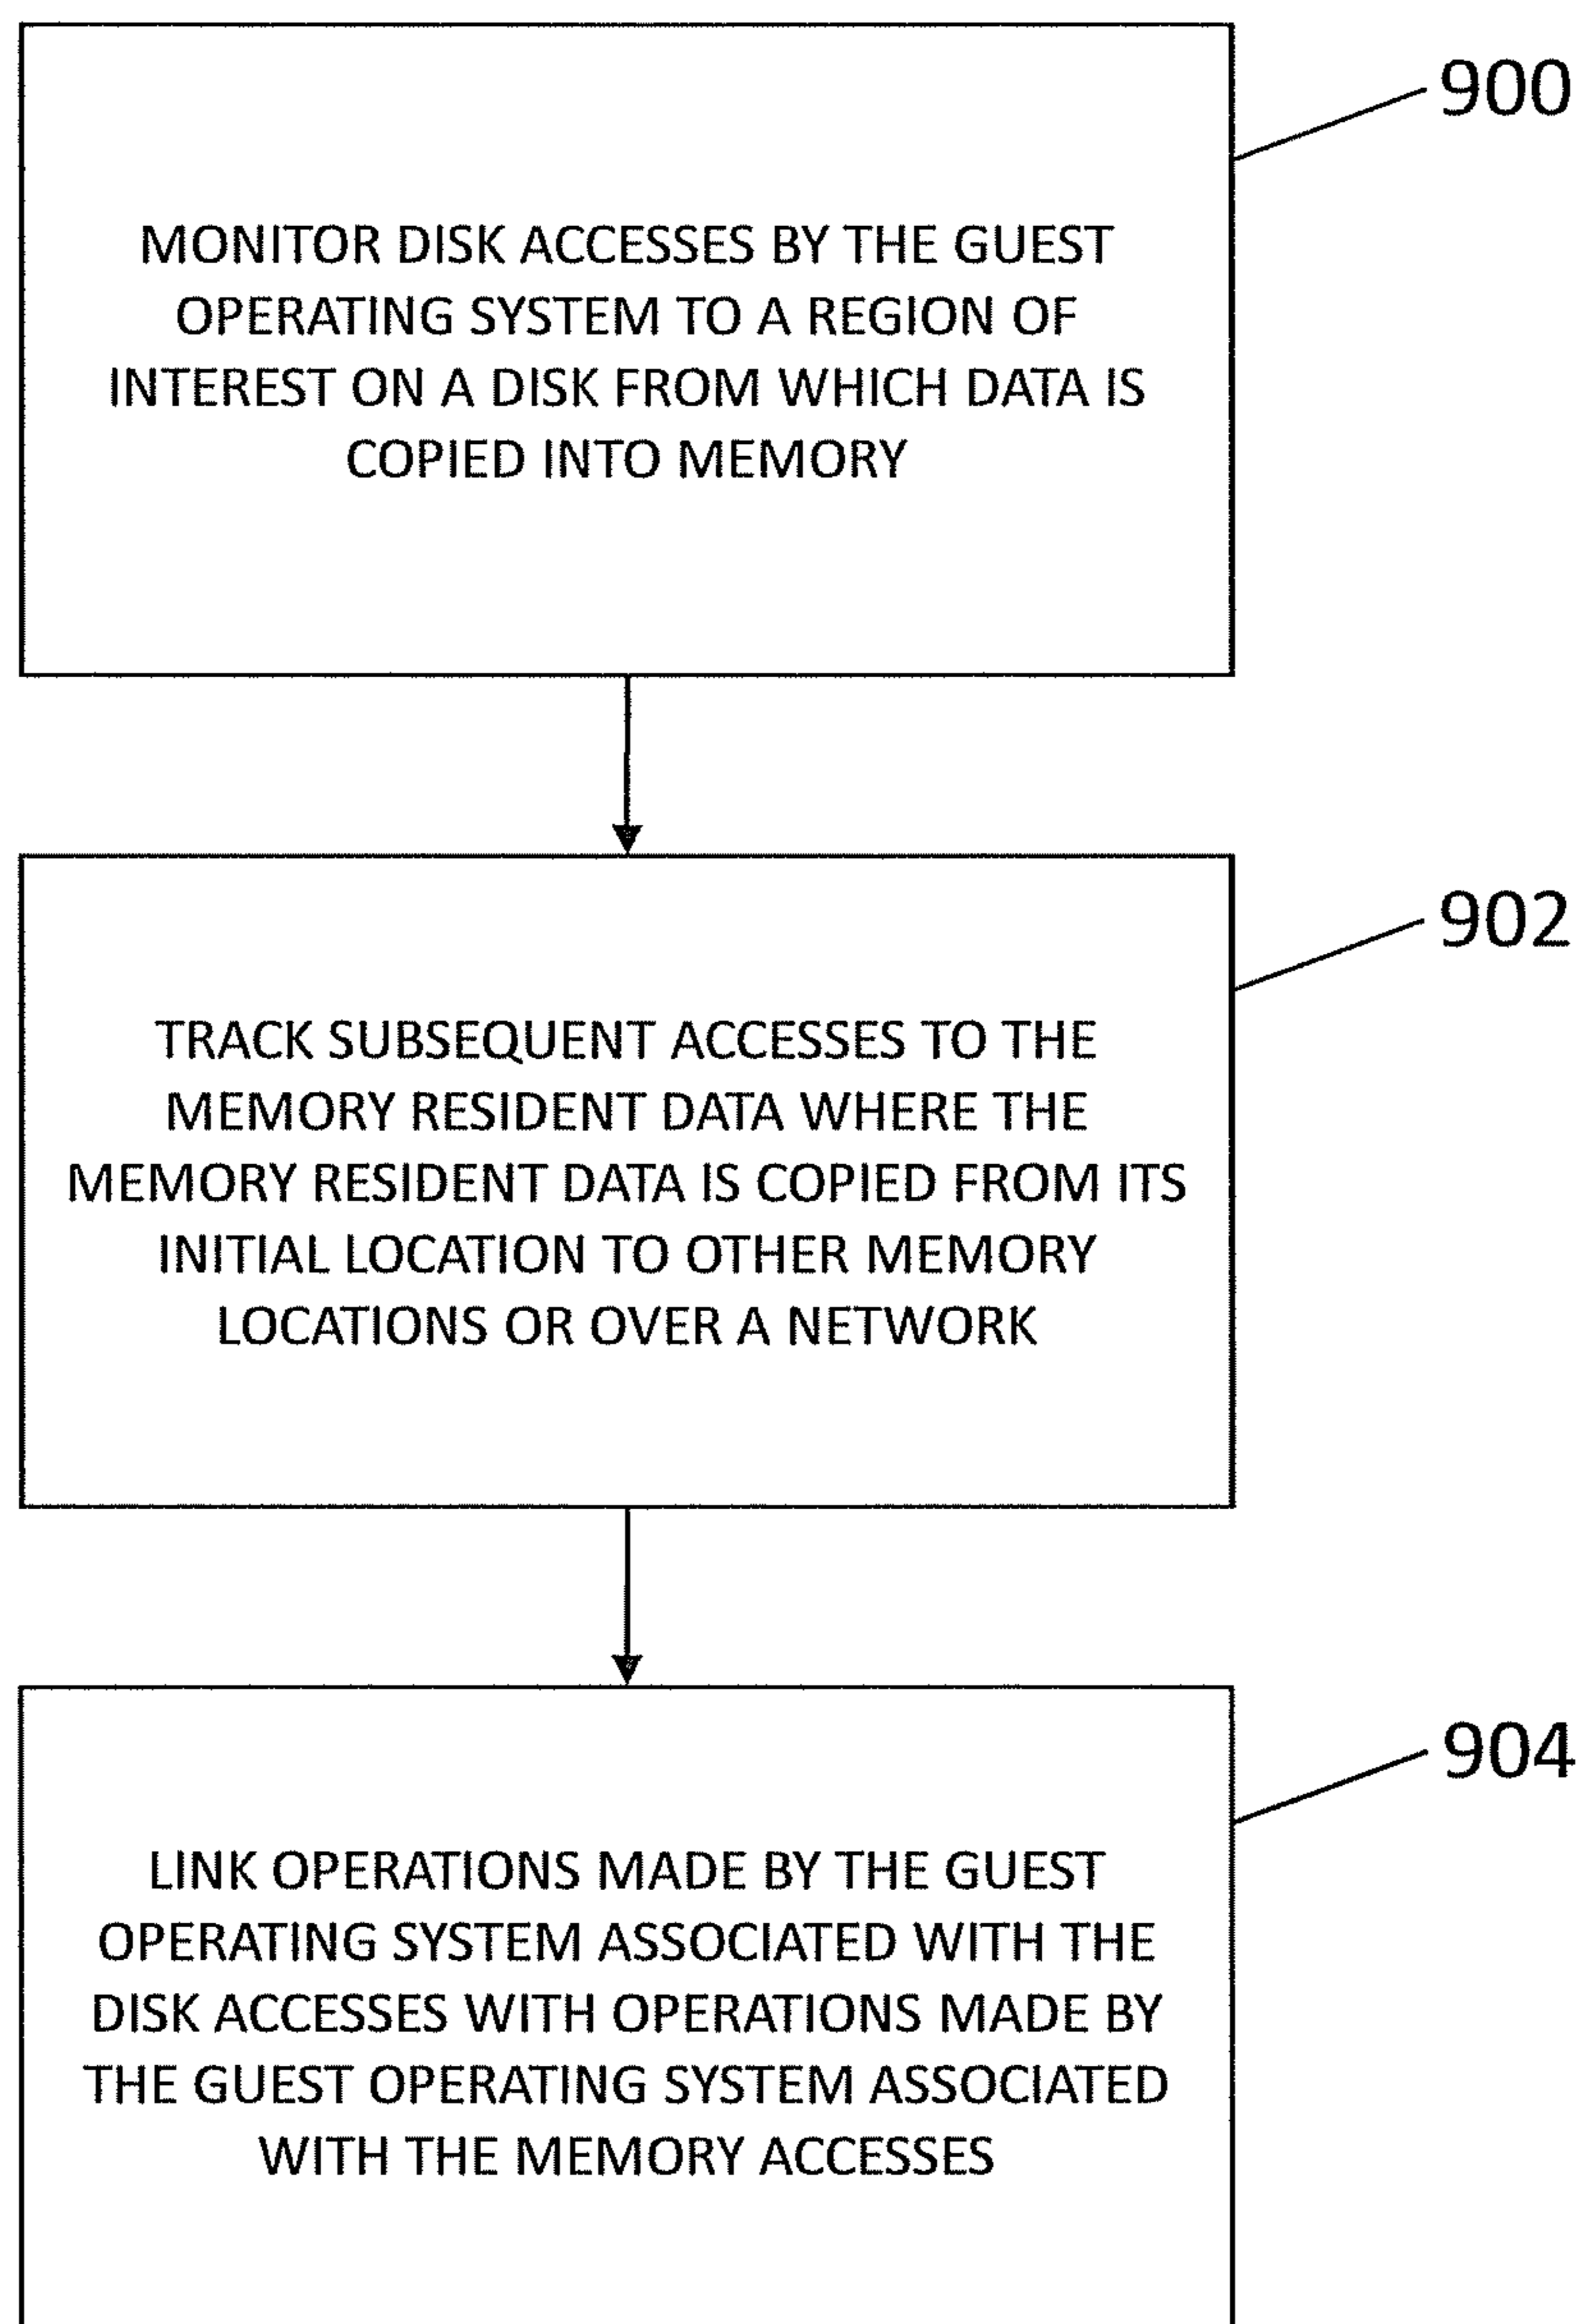 900
MONITOR DISK ACCESSES BY THE GUEST
OPERATING SYSTEM TO A REGION OF
INTEREST ON A DISK FROM WHICH DATA IS
COPIED INTO MEMORY
902
TRACK SUBSEQUENT ACCESSES TO THE
MEMORY RESIDENT DATA WHERE THE
MEMORY RESIDENT DATA IS COPIED FROM ITS
INITIAL LOCATION TO OTHER MEMORY
LOCATIONS OR OVER A NETWORK
904
LINK OPERATIONS MADE BY THE GUEST
OPERATING SYSTEM ASSOCIATED WITH THE
DISK ACCESSES WITH OPERATIONS MADE BY
THE GUEST OPERATING SYSTEM ASSOCIATED
WITH THE MEMORY ACCESSES